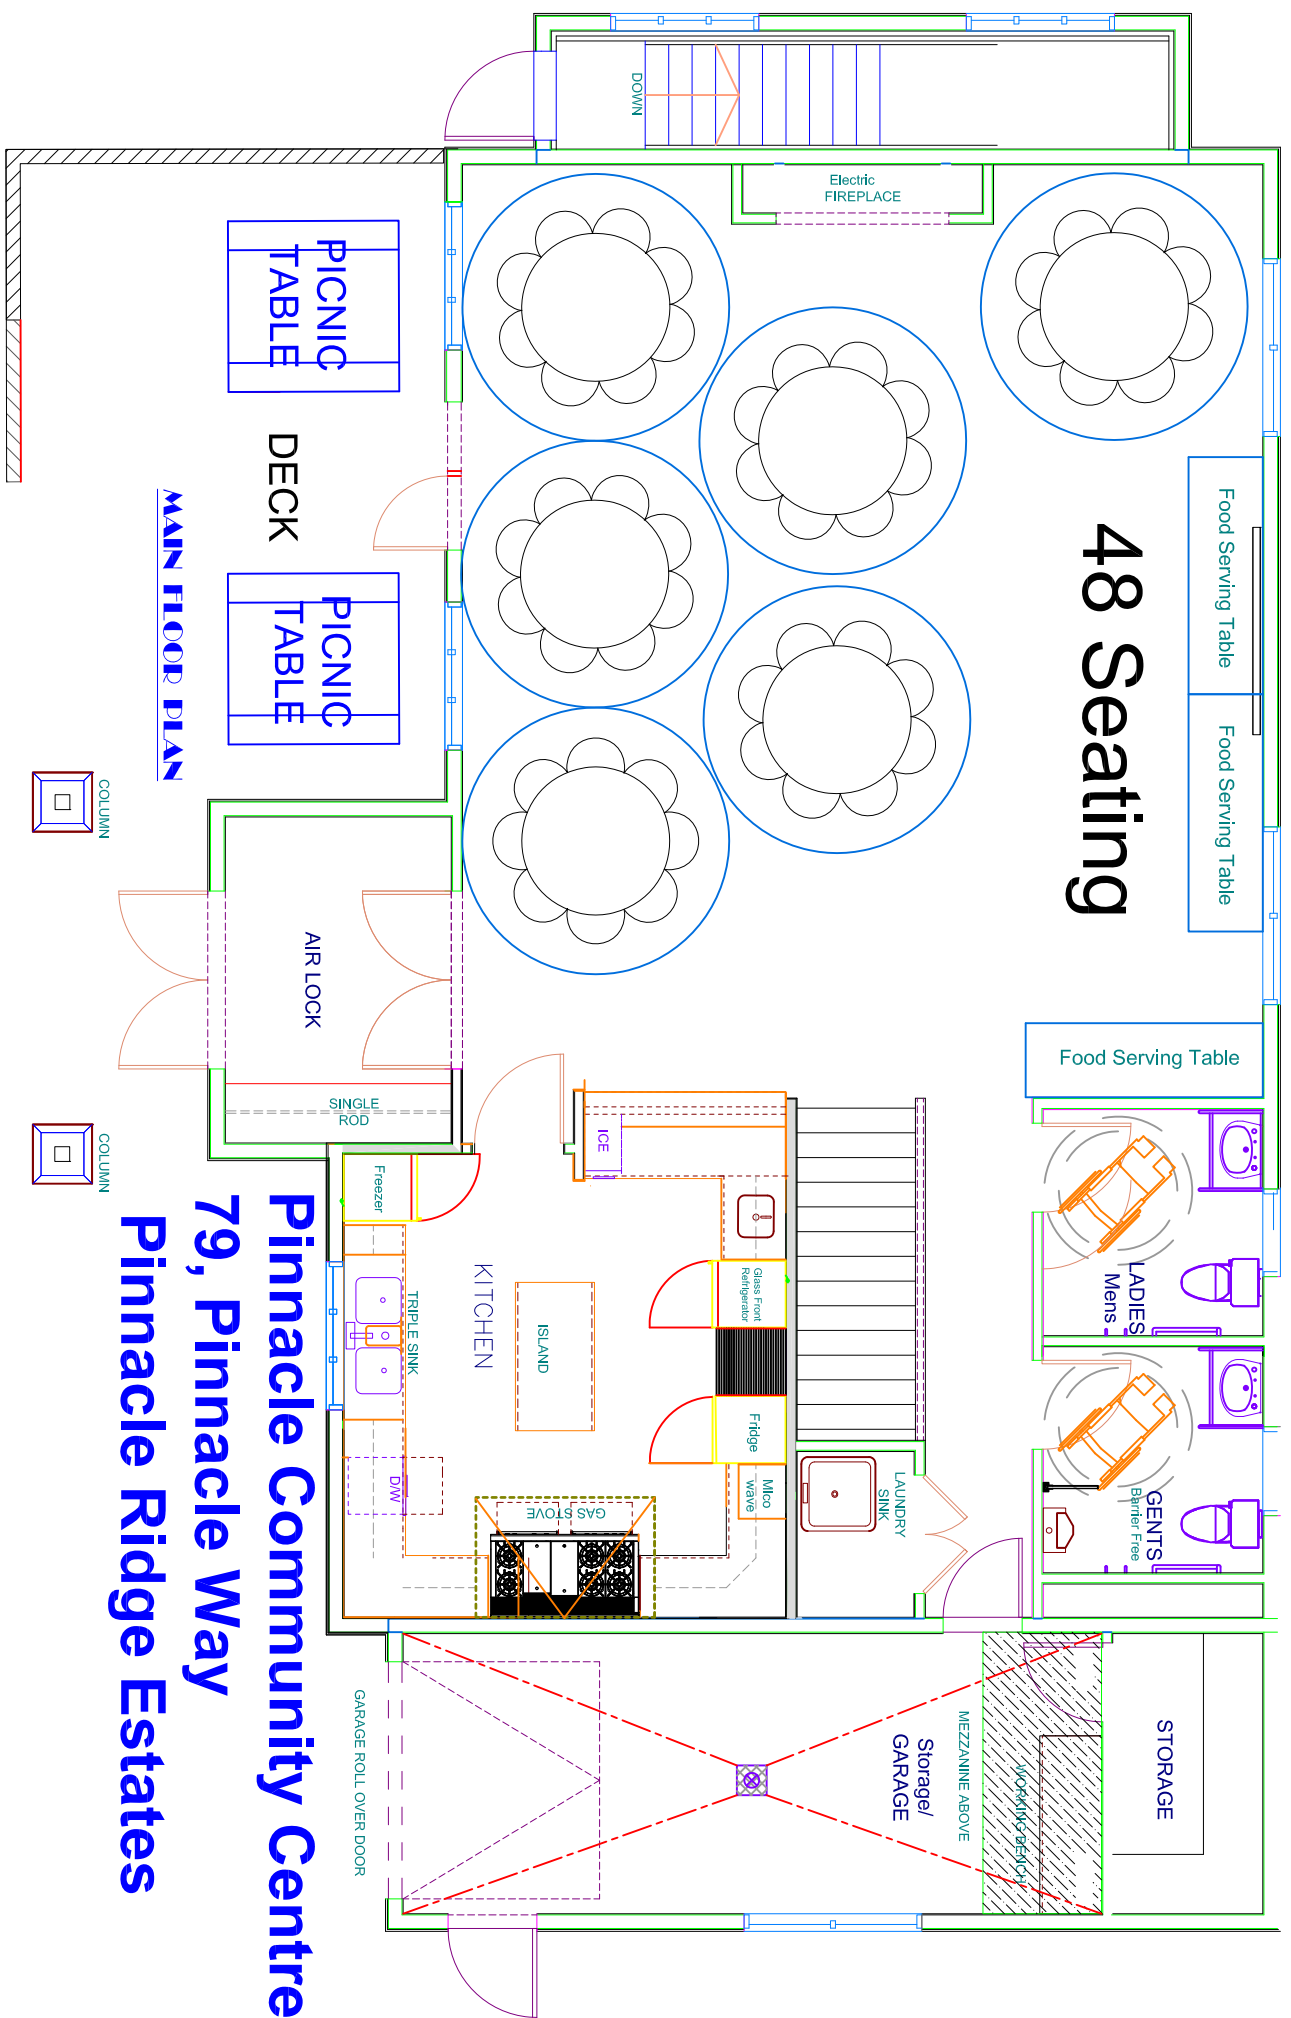 DOWN
Electric
FIREPLACE
PICNIC
TABLE
DECK
PICNIC
TABLE
MAIN FLOOR PLAN
48 Seating
Food Serving Table
Food Serving Table
Food Serving Table
COLUMN
AIR LOCK
SINGLE
ROD
COLUMN
ICE
Freezer
Glass Front
Refrigerator
KITCHEN
TRIPLE SINK
ISLAND
Fridge
Mico
wave
D/W
GAS STOVE
LAUNDRY
SINK
LADIES
Mens
GENTS
Barrier Free
STORAGE
Storage/
GARAGE
MEZZANINE ABOVE
WORKING BENCH
GARAGE ROLL OVER DOOR
Pinnacle Community Centre
79, Pinnacle Way
Pinnacle Ridge Estates